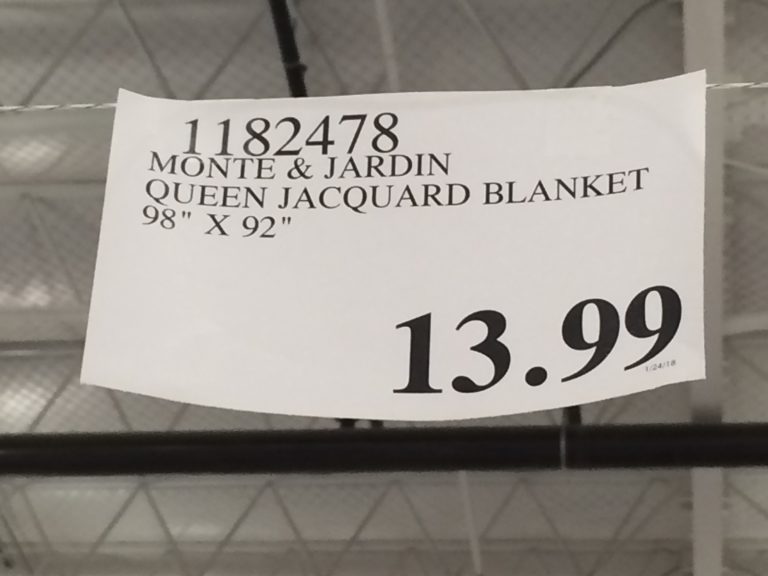 1182478
MONTE & JARDIN
QUEEN JACQUARD BLANKET
98" X 92"
13.99
1/24/18